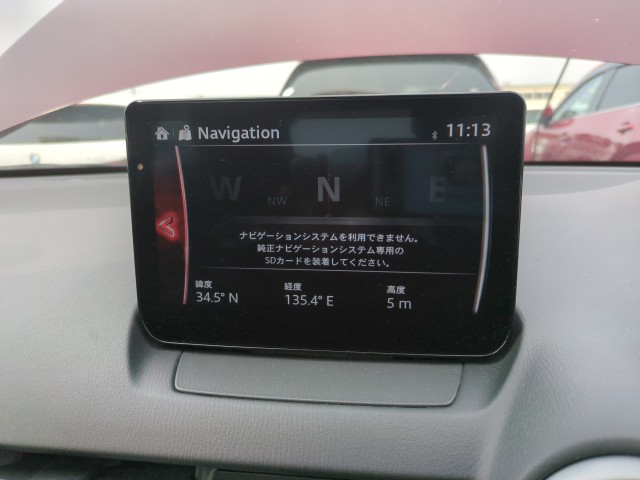 Navigation
11:13
W NW N NE E
ナビゲーションシステムを利用できません。
純正ナビゲーションシステム専用の
SDカードを装着してください。
緯度 経度 高度
34.5° N 135.4° E 5 m